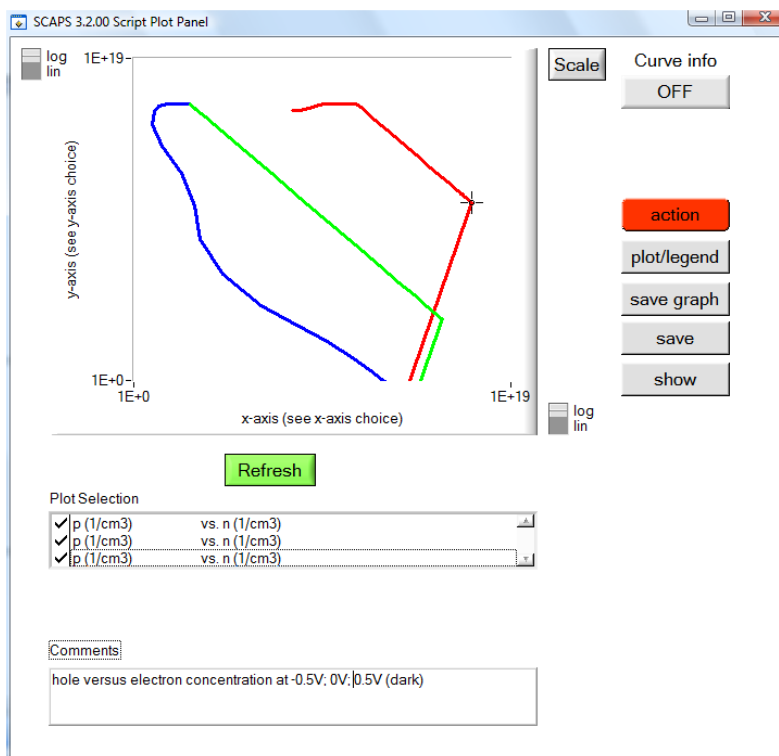 SCAPS 3.2.00 Script Plot Panel
log
lin
1E+19
Scale
Curve info
OFF
y-axis (see y-axis choice)
action
plot/legend
save graph
save
show
1E+0
1E+0
1E+19
x-axis (see x-axis choice)
log
lin
Refresh
Plot Selection
p (1/cm3) vs. n (1/cm3)
p (1/cm3) vs. n (1/cm3)
p (1/cm3) vs. n (1/cm3)
Comments
hole versus electron concentration at -0.5V; 0V; 0.5V (dark)